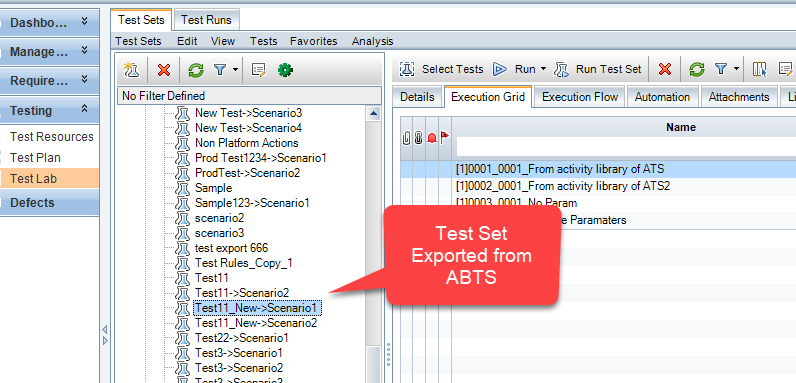 Dashbo...
Manage...
Require...
Testing
Test Resources
Test Plan
Test Lab
Defects
Test Sets
Test Runs
Test Sets Edit View Tests Favorites Analysis
No Filter Defined
New Test->Scenario3
New Test->Scenario4
Non Platform Actions
Prod Test1234->Scenario1
ProdTest->Scenario2
Sample
Sample123->Scenario1
scenario2
scenario3
test export 666
Test Rules_Copy_1
Test11
Test11->Scenario2
Test11_New->Scenario1
Test11_New->Scenario2
Test22->Scenario1
Test3->Scenario1
Test3->Scenario2
Test3->Scenario3
Select Tests Run Run Test Set
Details Execution Grid Execution Flow Automation Attachments Li
Name
[1]0001_0001_From activity library of ATS
[1]0002_0001_From activity library of ATS2
[1]0003_0001_No Param
e Paramaters
Test Set
Exported from
ABTS